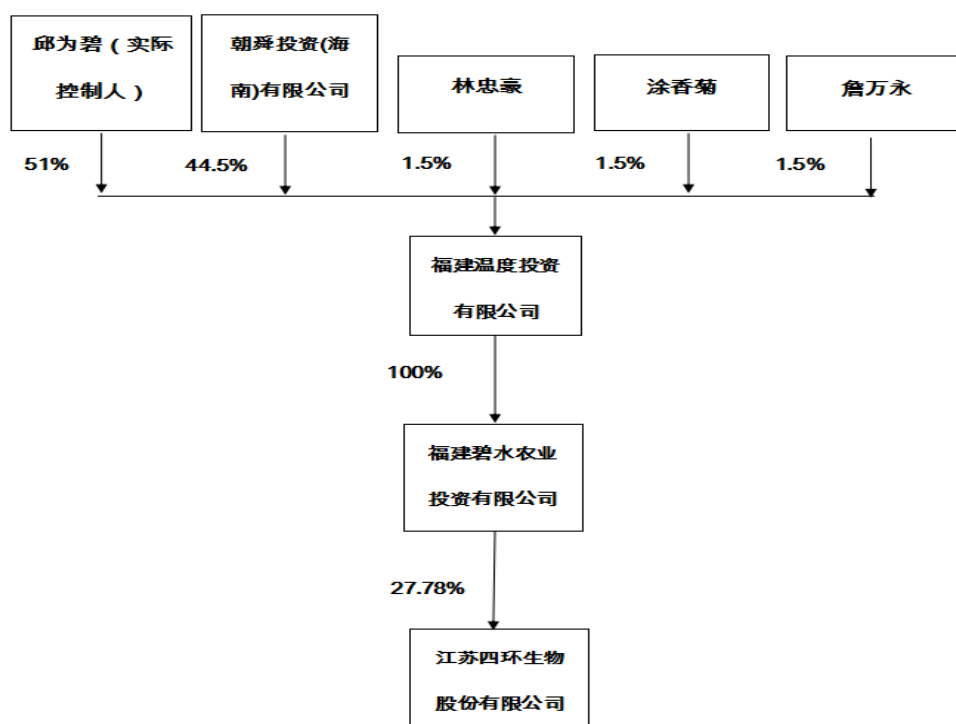 邱为碧（实际
控制人）
朝舜投资(海
南)有限公司
林忠豪
涂香菊
詹万永
51%
44.5%
1.5%
1.5%
1.5%
福建温度投资
有限公司
100%
福建碧水农业
投资有限公司
27.78%
江苏四环生物
股份有限公司